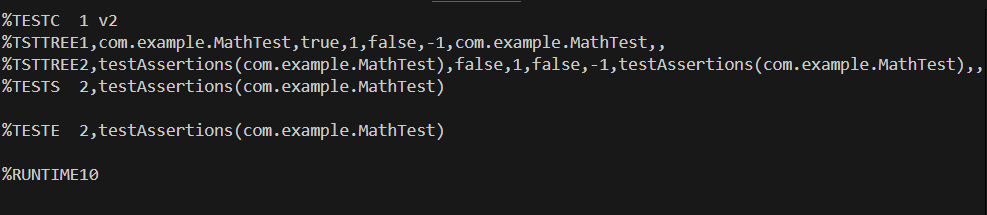 %TESTC  1 v2
%TSTTREE1,com.example.MathTest,true,1,false,-1,com.example.MathTest,,
%TSTTREE2,testAssertions(com.example.MathTest),false,1,false,-1,testAssertions(com.example.MathTest),,
%TESTS  2,testAssertions(com.example.MathTest)
%TESTE  2,testAssertions(com.example.MathTest)
%RUNTIME10